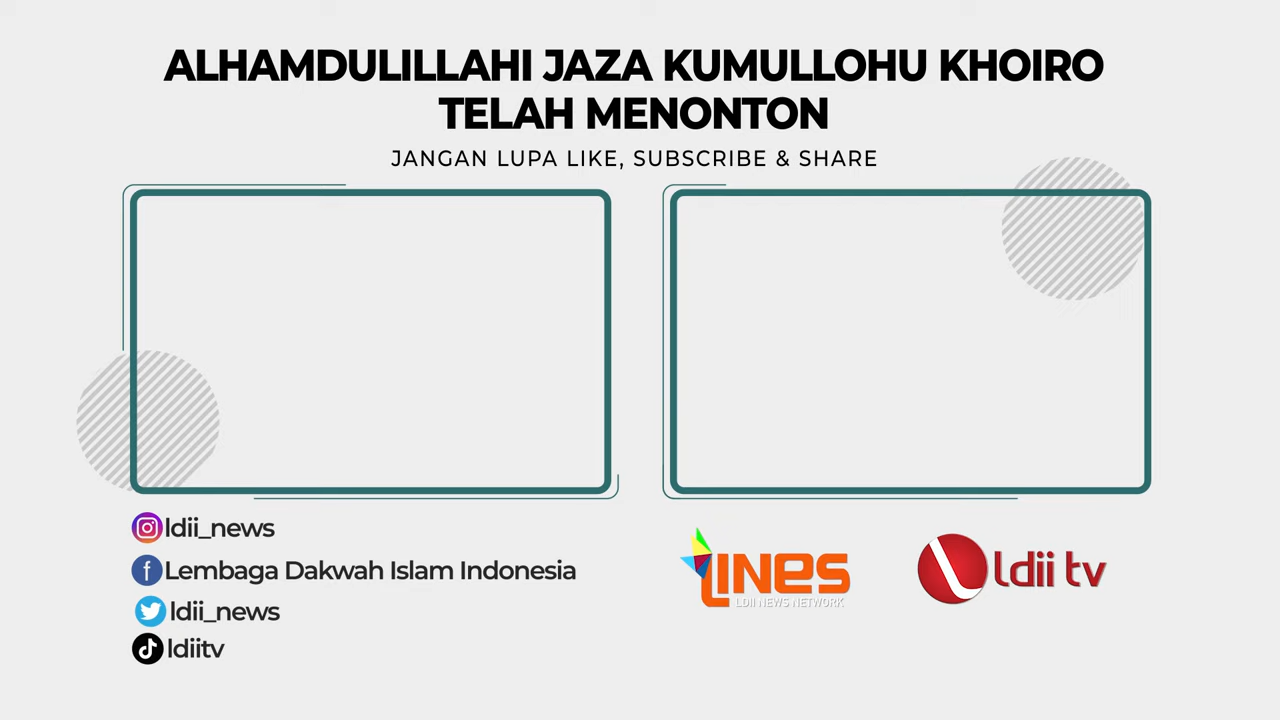 ALHAMDULILLAHI JAZA KUMULLOHU KHOIRO
TELAH MENONTON
JANGAN LUPA LIKE, SUBSCRIBE & SHARE
ldii_news
Lembaga Dakwah Islam Indonesia
ldii_news
ldiitv
LINES
LDII NEWS NETWORK
ldii tv